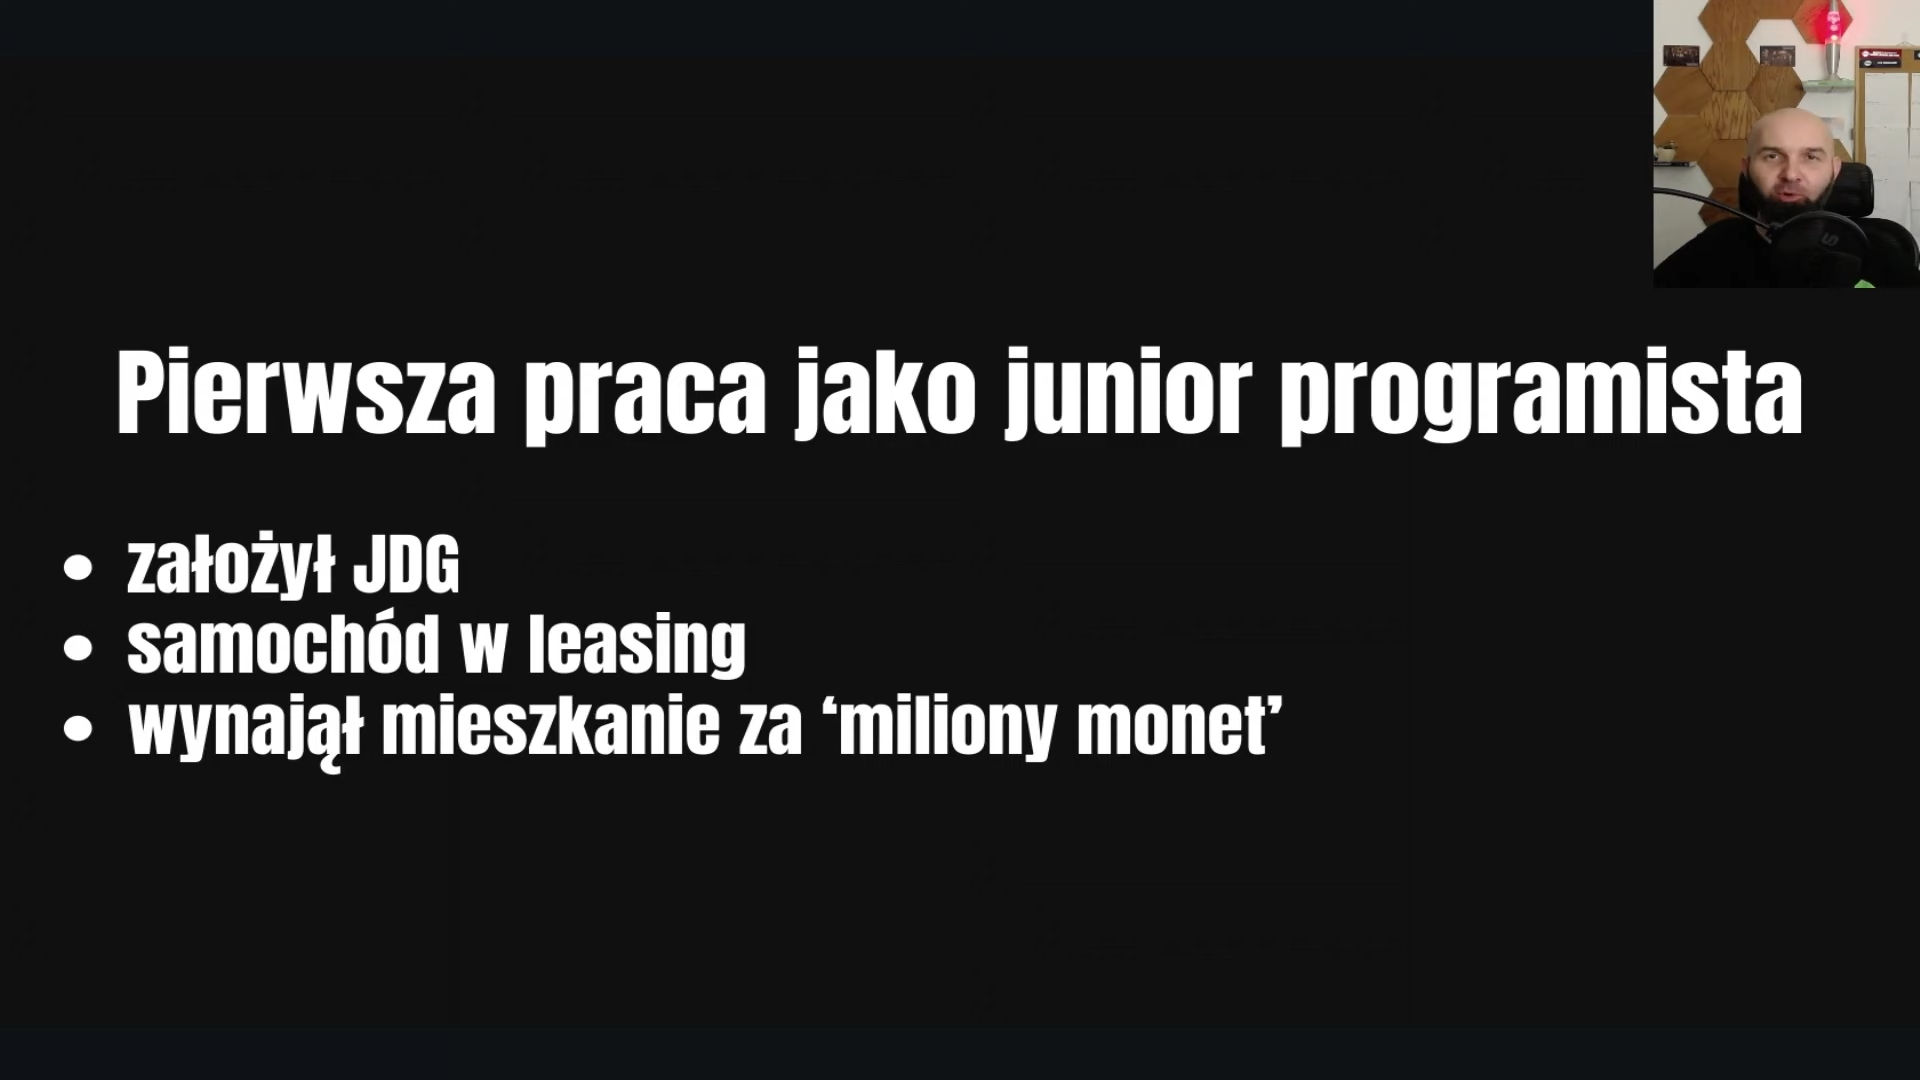 Pierwsza praca jako junior programista
• założył JDG
• samochód w leasing
• wynajął mieszkanie za ‘miliony monet’